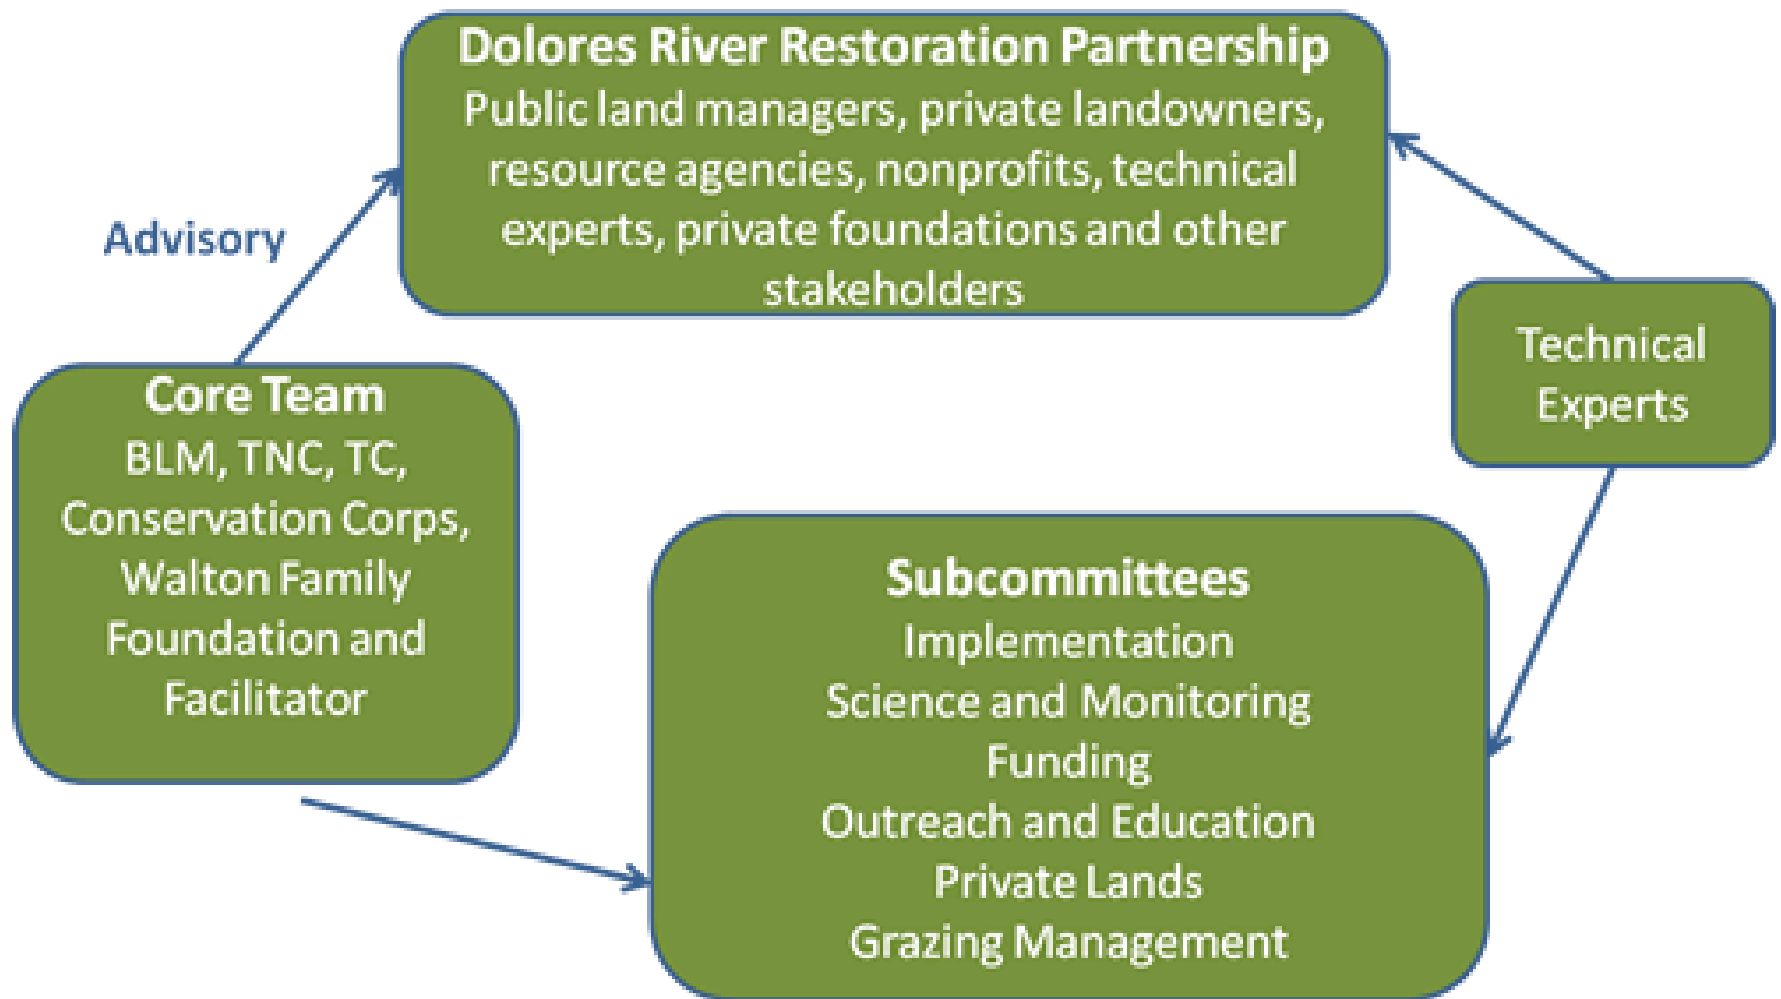 Dolores River Restoration Partnership
Public land managers, private landowners,
resource agencies, nonprofits, technical
experts, private foundations and other
stakeholders
Advisory
Core Team
BLM, TNC, TC,
Conservation Corps,
Walton Family
Foundation and
Facilitator
Technical
Experts
Subcommittees
Implementation
Science and Monitoring
Funding
Outreach and Education
Private Lands
Grazing Management